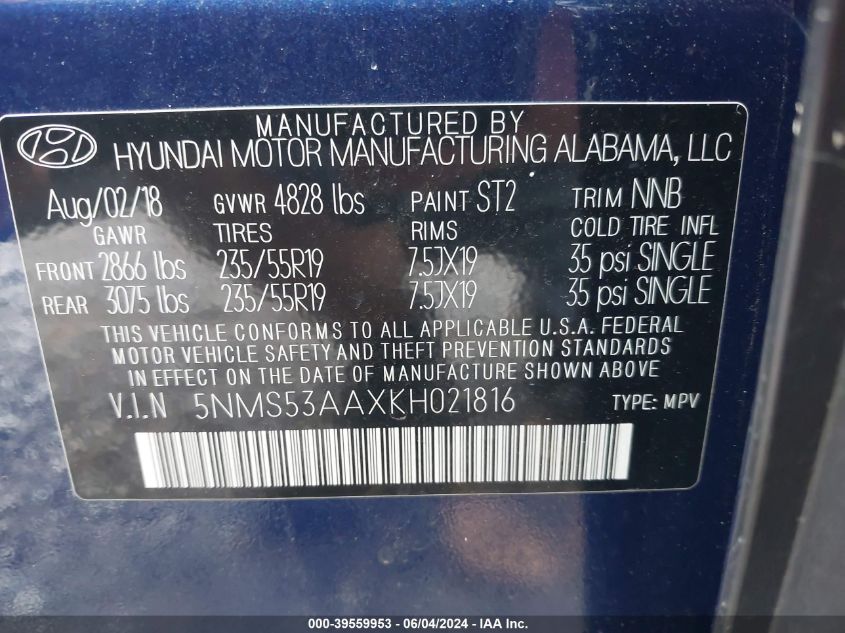 MANUFACTURED BY
HYUNDAI MOTOR MANUFACTURING ALABAMA, LLC
Aug/02/18 GVWR 4828 lbs PAINT ST2 TRIM NNB
GAWR TIRES RIMS COLD TIRE INFL
FRONT 2866 lbs 235/55R19 7.5JX19 35 psi SINGLE
REAR 3075 lbs 235/55R19 7.5JX19 35 psi SINGLE
THIS VEHICLE CONFORMS TO ALL APPLICABLE U.S.A. FEDERAL
MOTOR VEHICLE SAFETY AND THEFT PREVENTION STANDARDS
IN EFFECT ON THE DATE OF MANUFACTURE SHOWN ABOVE
V.I.N 5NMS53AAXKH021816 TYPE: MPV
000-39559953 - 06/04/2024 - IAA Inc.